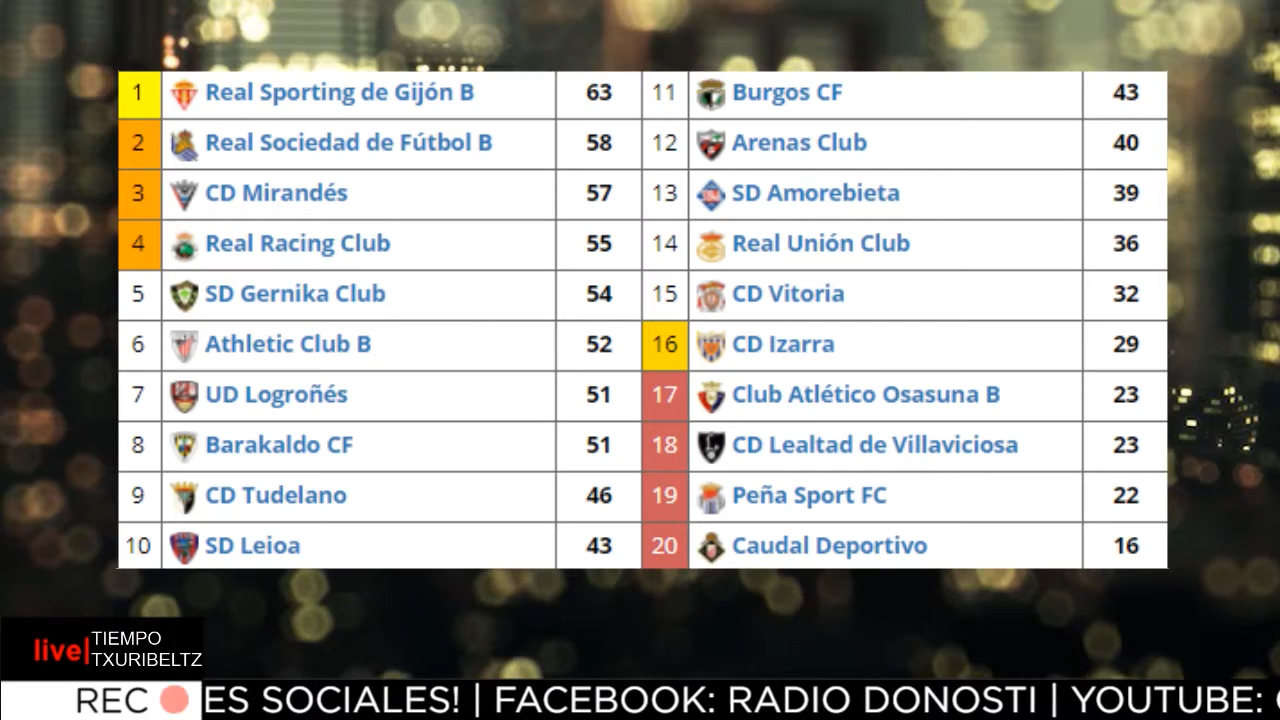 1 Real Sporting de Gijón B 63
2 Real Sociedad de Fútbol B 58
3 CD Mirandés 57
4 Real Racing Club 55
5 SD Gernika Club 54
6 Athletic Club B 52
7 UD Logroñés 51
8 Barakaldo CF 51
9 CD Tudelano 46
10 SD Leioa 43
11 Burgos CF 43
12 Arenas Club 40
13 SD Amorebieta 39
14 Real Unión Club 36
15 CD Vitoria 32
16 CD Izarra 29
17 Club Atlético Osasuna B 23
18 CD Lealtad de Villaviciosa 23
19 Peña Sport FC 22
20 Caudal Deportivo 16
live| TIEMPO
TXURIBELTZ
REC ES SOCIALES! | FACEBOOK: RADIO DONOSTI | YOUTUBE: